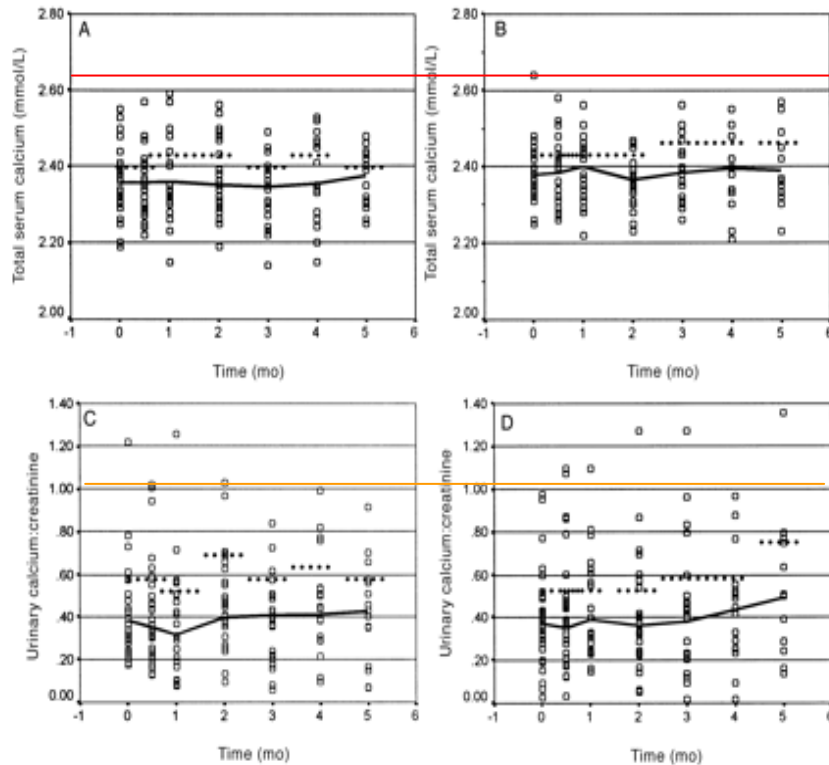 A
Total serum calcium (mmol/L)
2.80
2.60
2.40
2.20
2.00
-1 0 1 2 3 4 5 6
Time (mo)
B
Total serum calcium (mmol/L)
2.80
2.60
2.40
2.20
2.00
-1 0 1 2 3 4 5 6
Time (mo)
C
Urinary calcium:creatinine
1.40
1.20
1.00
.80
.60
.40
.20
0.00
-1 0 1 2 3 4 5 6
Time (mo)
D
Urinary calcium:creatinine
1.40
1.20
1.00
.80
.60
.40
.20
0.00
-1 0 1 2 3 4 5 6
Time (mo)